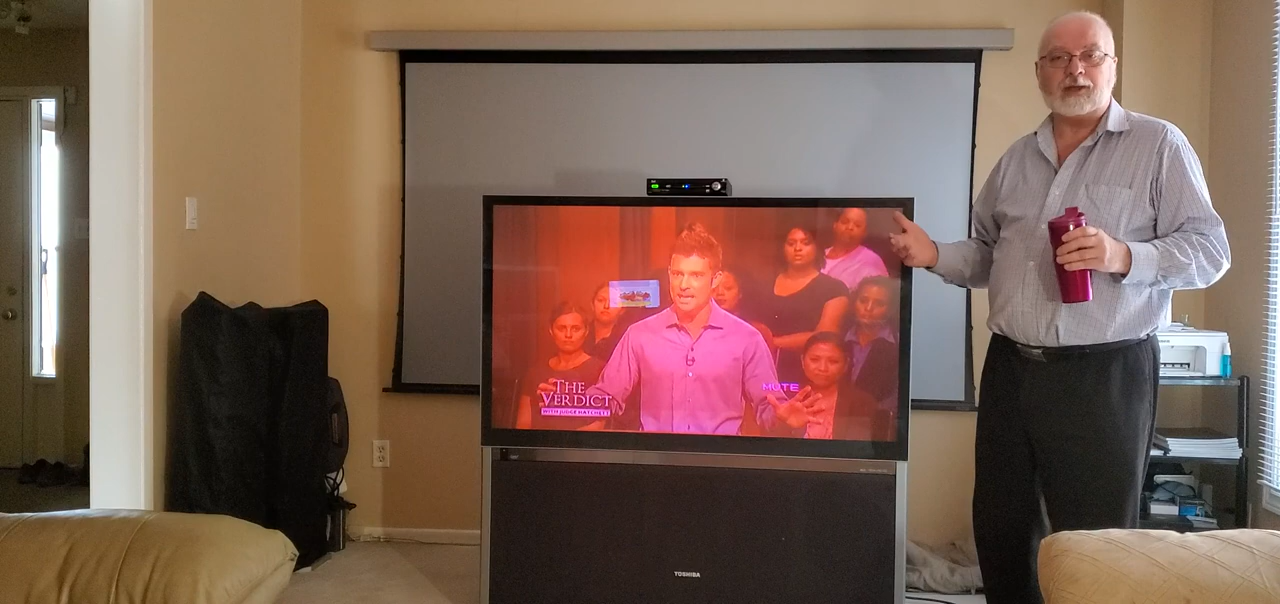 THE
VERDICT
WITH JUDGE HATCHETT
MUTE
TOSHIBA